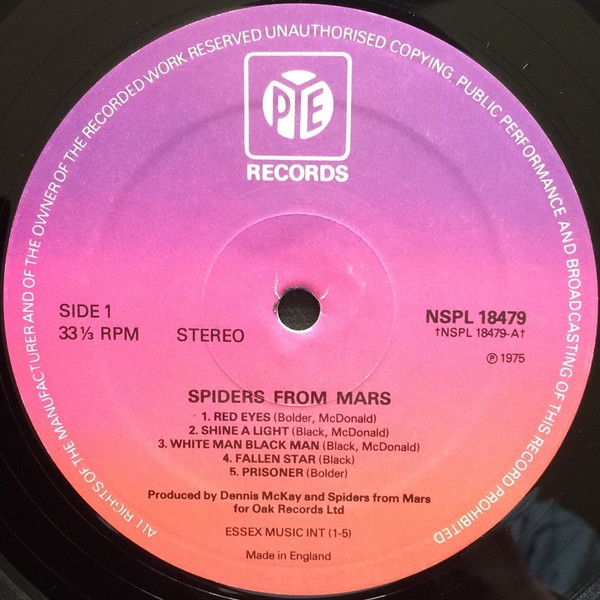 ALL RIGHTS OF THE MANUFACTURER AND OF THE OWNER OF THE RECORDED WORK RESERVED UNAUTHORISED COPYING, PUBLIC PERFORMANCE AND BROADCASTING OF THIS RECORD PROHIBITED
PYE
RECORDS
SIDE 1
33⅓ RPM
STEREO
NSPL 18479
†NSPL 18479-A†
Ⓟ 1975
SPIDERS FROM MARS
1. RED EYES (Bolder, McDonald)
2. SHINE A LIGHT (Black, McDonald)
3. WHITE MAN BLACK MAN (Black, McDonald)
4. FALLEN STAR (Black)
5. PRISONER (Bolder)
Produced by Dennis McKay and Spiders from Mars
for Oak Records Ltd
ESSEX MUSIC INT (1-5)
Made in England